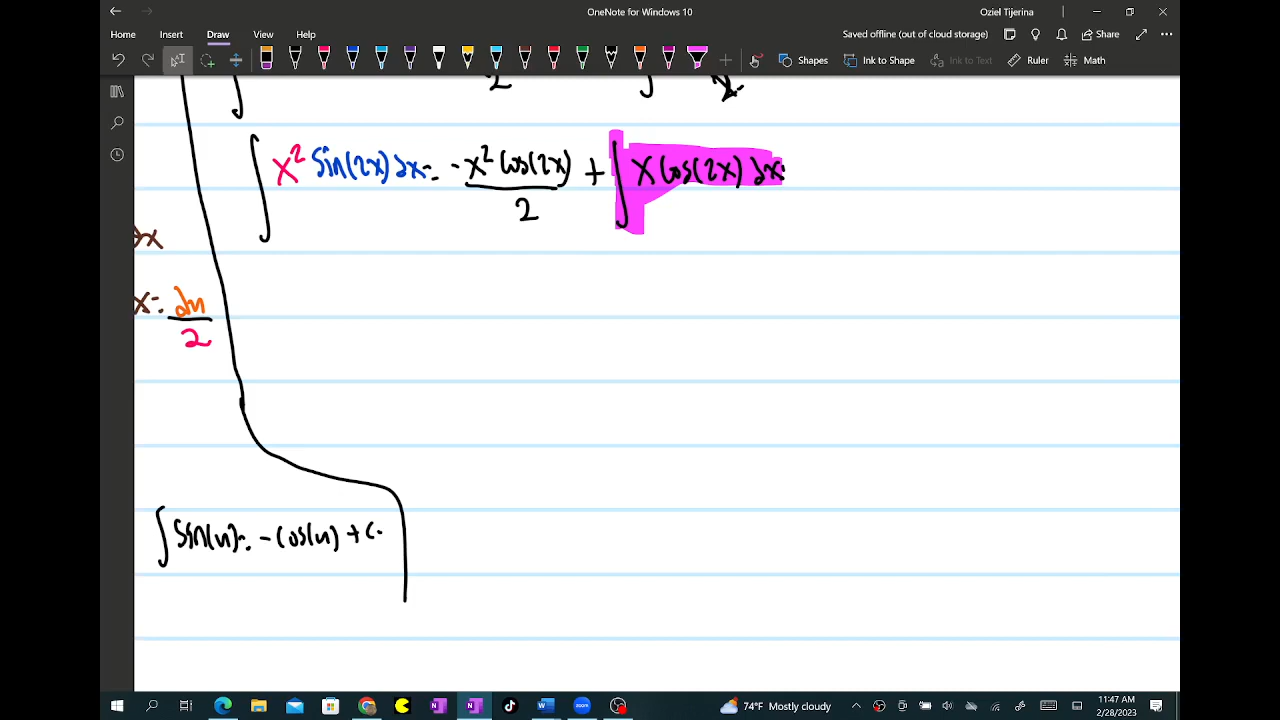 OneNote for Windows 10
Oziel Tijerina
Home Insert Draw View Help
Saved offline (out of cloud storage)
Share
Shapes
Ink to Shape
Ink to Text
Ruler
Math
2
∫ x² Sin(2x) dx = -x² Cos(2x) / 2 + ∫ x Cos(2x) dx
dx
x = du / 2
∫ Sin(u) = -Cos(u) + C
74°F Mostly cloudy
11:47 AM
2/28/2023